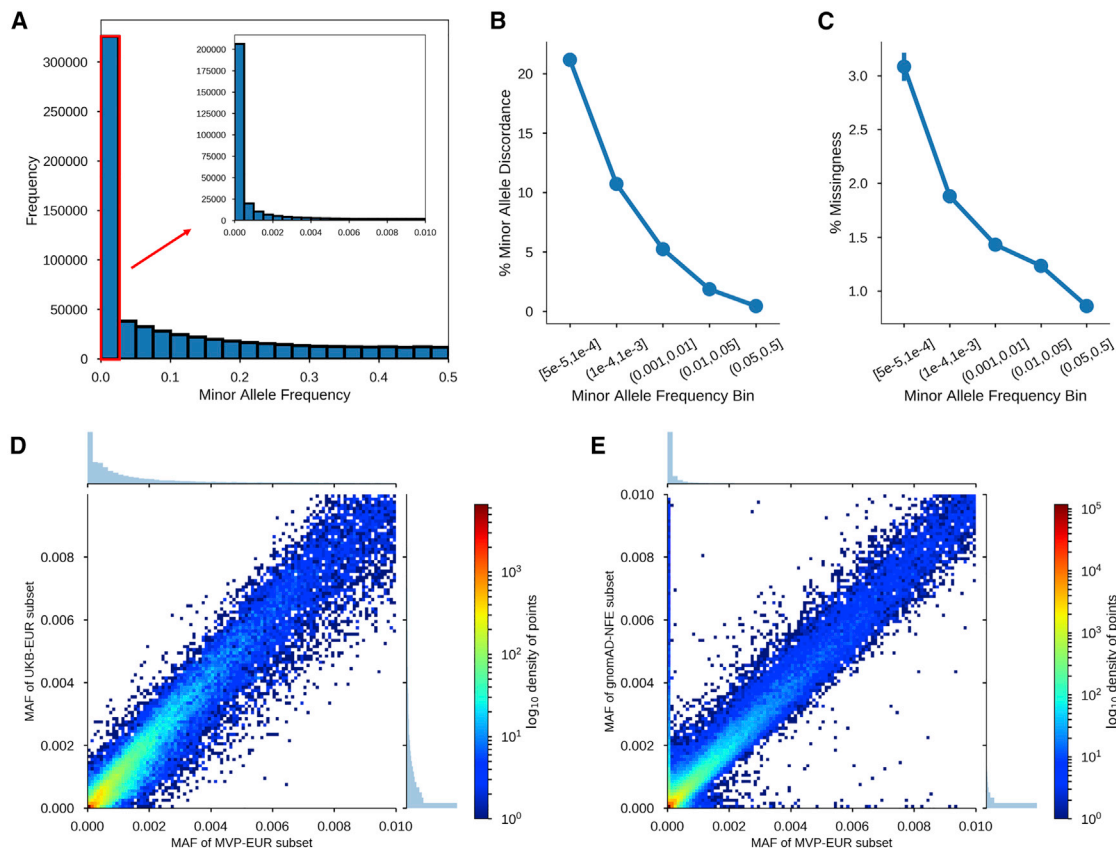 A
Frequency
300000
250000
200000
150000
100000
50000
0
0.0 0.1 0.2 0.3 0.4 0.5
Minor Allele Frequency
200000
175000
150000
125000
100000
75000
50000
25000
0
0.000 0.002 0.004 0.006 0.008 0.010
B
% Minor Allele Discordance
20
15
10
5
0
[5e-5,1e-4] (1e-4,1e-3] (0.001,0.01] (0.01,0.05] (0.05,0.5]
Minor Allele Frequency Bin
C
% Missingness
3.0
2.5
2.0
1.5
1.0
[5e-5,1e-4] (1e-4,1e-3] (0.001,0.01] (0.01,0.05] (0.05,0.5]
Minor Allele Frequency Bin
D
MAF of UKB-EUR subset
0.008
0.006
0.004
0.002
0.000
0.000 0.002 0.004 0.006 0.008 0.010
MAF of MVP-EUR subset
10³
10²
10¹
10⁰
log₁₀ density of points
E
MAF of gnomAD-NFE subset
0.010
0.008
0.006
0.004
0.002
0.000
0.000 0.002 0.004 0.006 0.008 0.010
MAF of MVP-EUR subset
10⁵
10⁴
10³
10²
10¹
10⁰
log₁₀ density of points